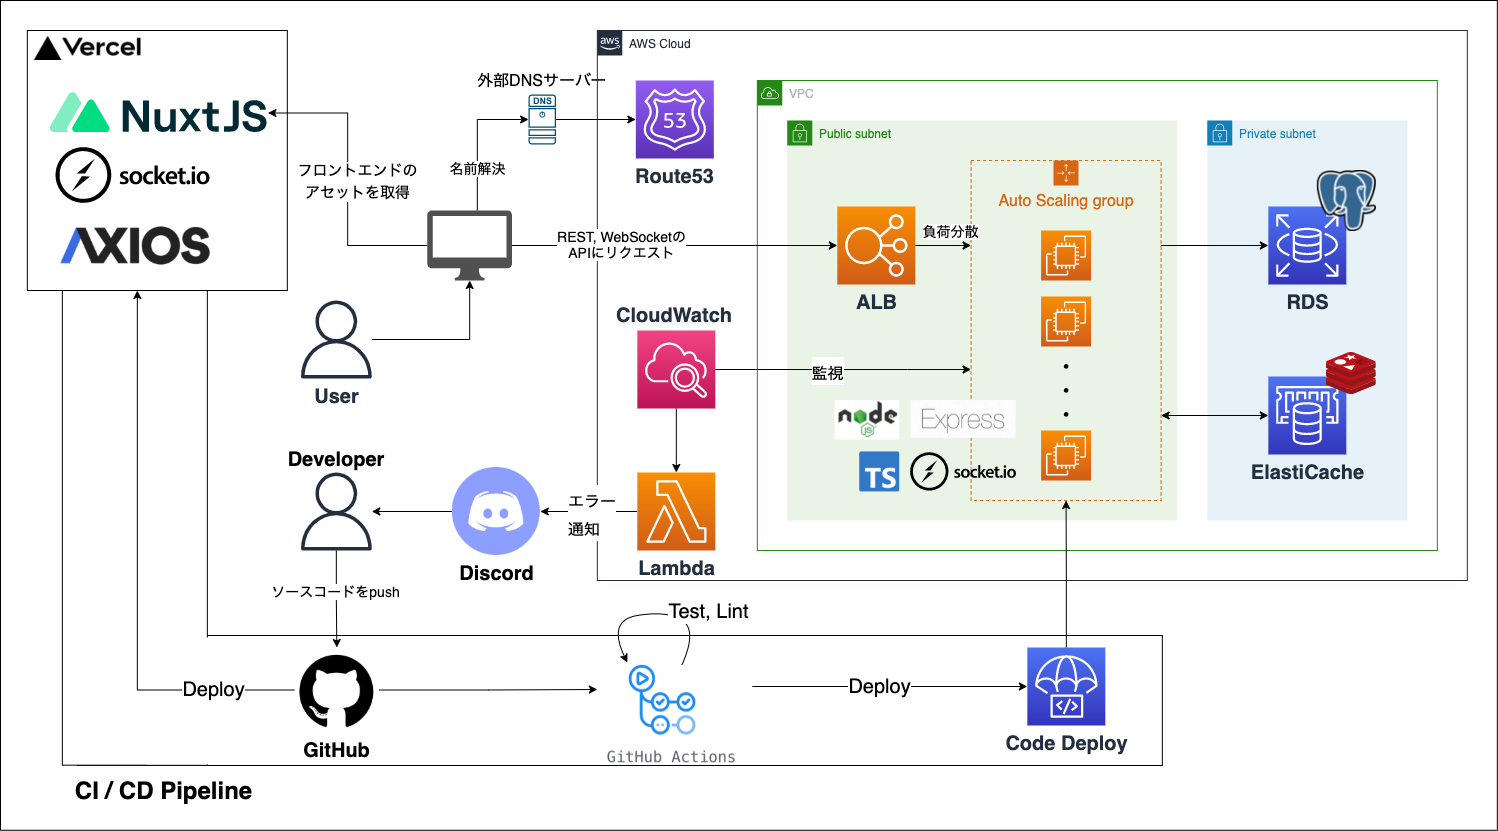 Vercel
NuxtJS
socket.io
AXIOS
フロントエンドの
アセットを取得
外部DNSサーバー
DNS
名前解決
aws
AWS Cloud
53
Route53
VPC
Public subnet
Private subnet
Auto Scaling group
REST, WebSocketの
APIにリクエスト
ALB
負荷分散
RDS
User
CloudWatch
監視
node
JS
Express
TS
socket.io
ElastiCache
Developer
Discord
エラー
通知
Lambda
ソースコードをpush
Test, Lint
Deploy
GitHub
GitHub Actions
Deploy
Code Deploy
CI / CD Pipeline